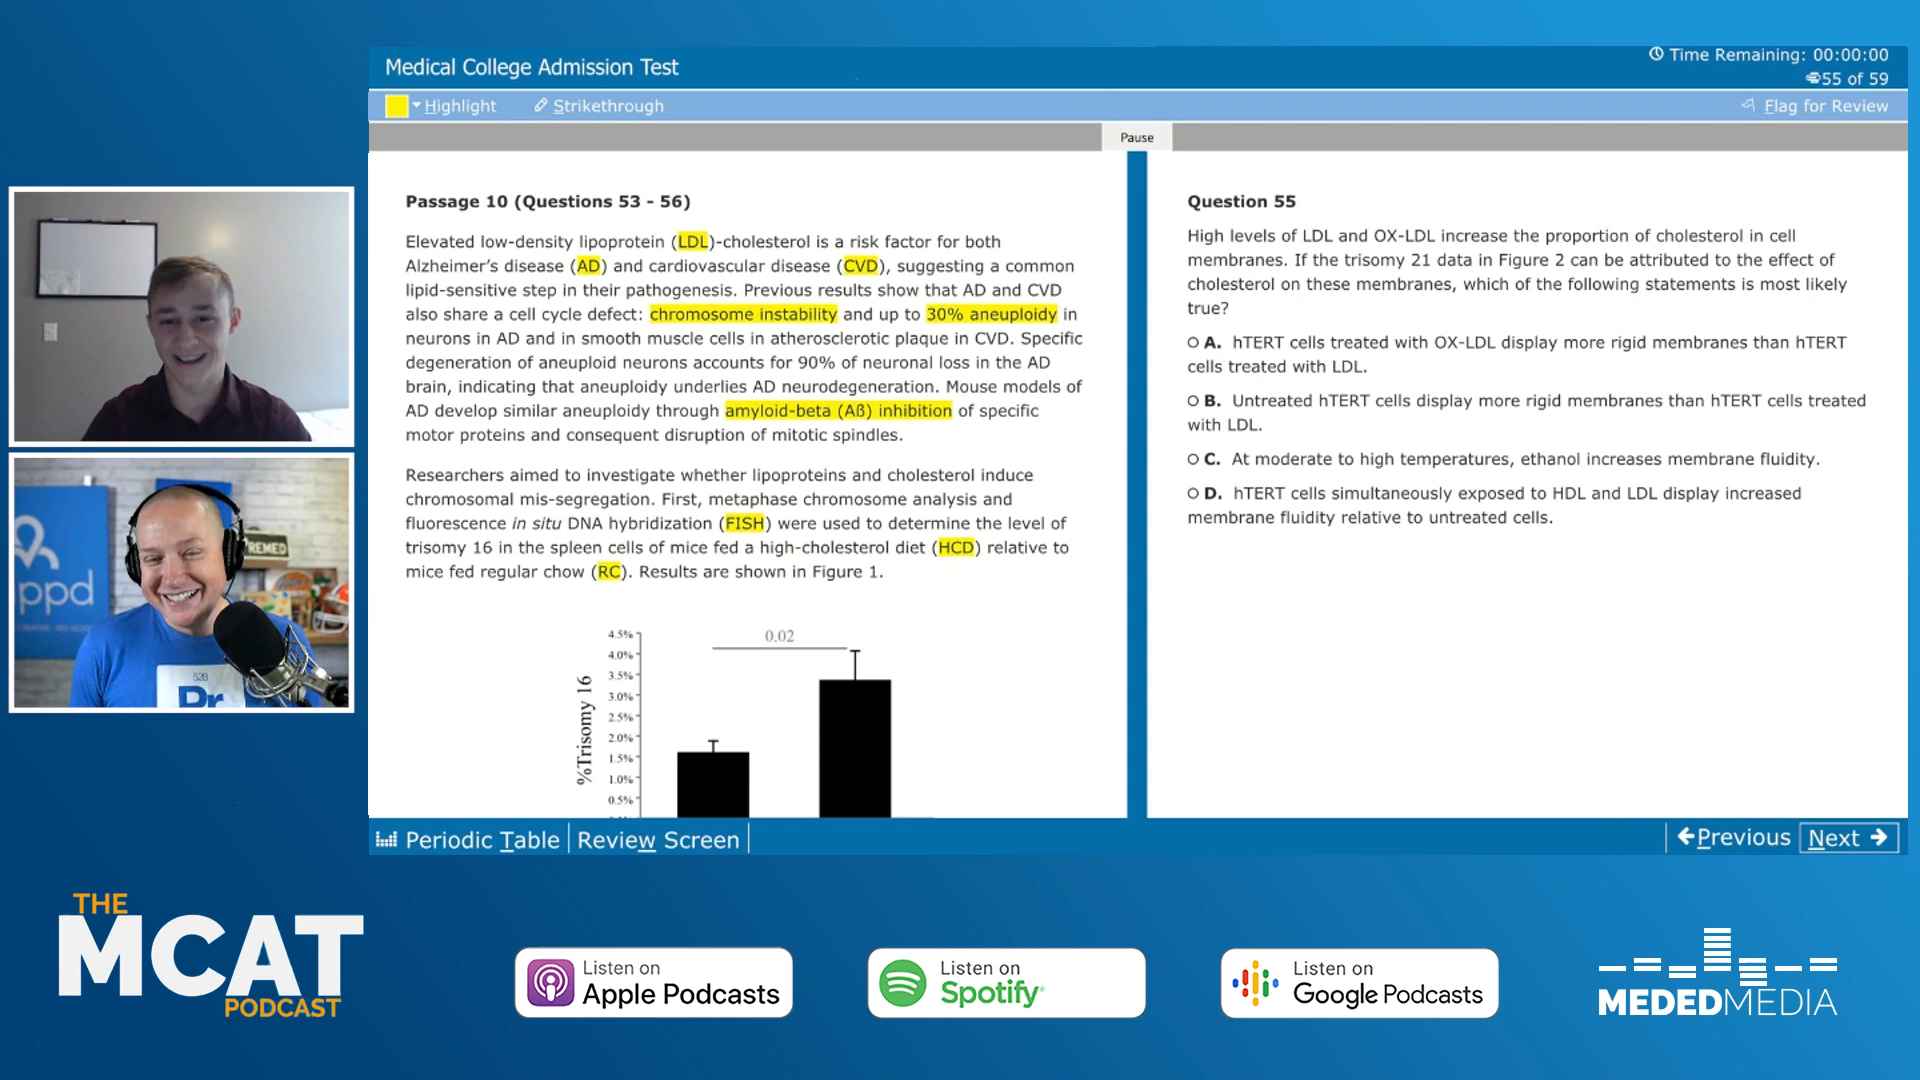 Medical College Admission Test
Time Remaining: 00:00:00
55 of 59
Highlight
Strikethrough
Flag for Review
Pause
Passage 10 (Questions 53 - 56)
Elevated low-density lipoprotein (LDL)-cholesterol is a risk factor for both
Alzheimer's disease (AD) and cardiovascular disease (CVD), suggesting a common
lipid-sensitive step in their pathogenesis. Previous results show that AD and CVD
also share a cell cycle defect: chromosome instability and up to 30% aneuploidy in
neurons in AD and in smooth muscle cells in atherosclerotic plaque in CVD. Specific
degeneration of aneuploid neurons accounts for 90% of neuronal loss in the AD
brain, indicating that aneuploidy underlies AD neurodegeneration. Mouse models of
AD develop similar aneuploidy through amyloid-beta (Aß) inhibition of specific
motor proteins and consequent disruption of mitotic spindles.
Researchers aimed to investigate whether lipoproteins and cholesterol induce
chromosomal mis-segregation. First, metaphase chromosome analysis and
fluorescence in situ DNA hybridization (FISH) were used to determine the level of
trisomy 16 in the spleen cells of mice fed a high-cholesterol diet (HCD) relative to
mice fed regular chow (RC). Results are shown in Figure 1.
%Trisomy 16
4.5%
4.0%
3.5%
3.0%
2.5%
2.0%
1.5%
1.0%
0.5%
0.02
Question 55
High levels of LDL and OX-LDL increase the proportion of cholesterol in cell
membranes. If the trisomy 21 data in Figure 2 can be attributed to the effect of
cholesterol on these membranes, which of the following statements is most likely
true?
A. hTERT cells treated with OX-LDL display more rigid membranes than hTERT
cells treated with LDL.
B. Untreated hTERT cells display more rigid membranes than hTERT cells treated
with LDL.
C. At moderate to high temperatures, ethanol increases membrane fluidity.
D. hTERT cells simultaneously exposed to HDL and LDL display increased
membrane fluidity relative to untreated cells.
Periodic Table
Review Screen
Previous
Next
ppd
REMED
Dr
THE
MCAT
PODCAST
Listen on
Apple Podcasts
Listen on
Spotify
Listen on
Google Podcasts
MEDEDMEDIA